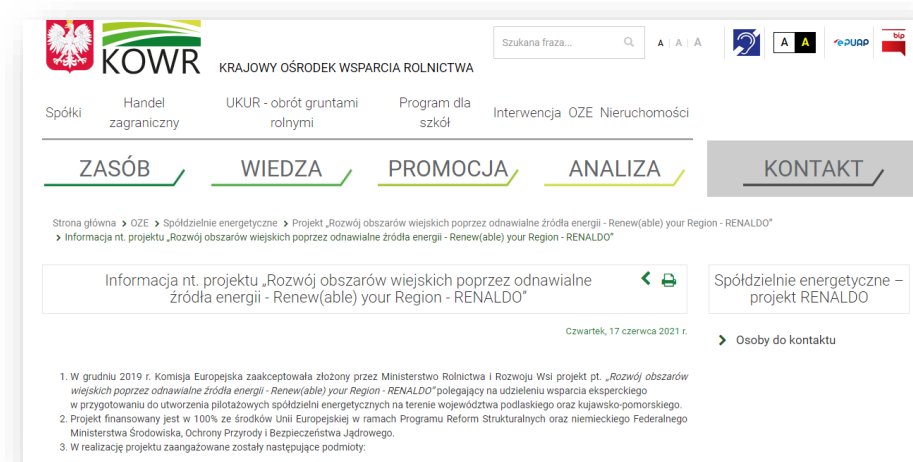 KOWR
KRAJOWY OŚRODEK WSPARCIA ROLNICTWA
Szukana fraza...
A | A | A
A A
ePUAP
bip
Spółki
Handel
zagraniczny
UKUR - obrót gruntami
rolnymi
Program dla
szkół
Interwencja
OZE
Nieruchomości
ZASÓB
WIEDZA
PROMOCJA
ANALIZA
KONTAKT
Strona główna > OZE > Spółdzielnie energetyczne > Projekt „Rozwój obszarów wiejskich poprzez odnawialne źródła energii - Renew(able) your Region - RENALDO"
> Informacja nt. projektu „Rozwój obszarów wiejskich poprzez odnawialne źródła energii - Renew(able) your Region - RENALDO"
Informacja nt. projektu „Rozwój obszarów wiejskich poprzez odnawialne
źródła energii - Renew(able) your Region - RENALDO"
Spółdzielnie energetyczne –
projekt RENALDO
Czwartek, 17 czerwca 2021 r.
> Osoby do kontaktu
1. W grudniu 2019 r. Komisja Europejska zaakceptowała złożony przez Ministerstwo Rolnictwa i Rozwoju Wsi projekt pt. „Rozwój obszarów
wiejskich poprzez odnawialne źródła energii - Renew(able) your Region - RENALDO" polegający na udzieleniu wsparcia eksperckiego
w przygotowaniu do utworzenia pilotażowych spółdzielni energetycznych na terenie województwa podlaskiego oraz kujawsko-pomorskiego.
2. Projekt finansowany jest w 100% ze środków Unii Europejskiej w ramach Programu Reform Strukturalnych oraz niemieckiego Federalnego
Ministerstwa Środowiska, Ochrony Przyrody i Bezpieczeństwa Jądrowego.
3. W realizację projektu zaangażowane zostały następujące podmioty: